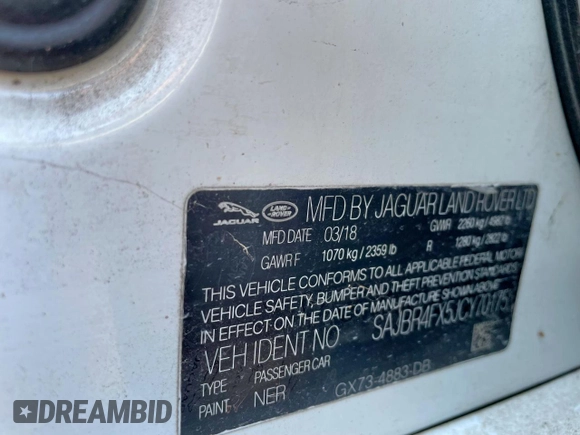 JAGUAR LAND-ROVER MFD BY JAGUAR LAND ROVER LTD
MFD DATE 03/18 GVWR 2260 kg / 4982 lb
GAWR F 1070 kg / 2359 lb R 1280 kg / 2822 lb
THIS VEHICLE CONFORMS TO ALL APPLICABLE FEDERAL MOTOR
VEHICLE SAFETY, BUMPER AND THEFT PREVENTION STANDARDS
IN EFFECT ON THE DATE OF MANUFACTURE SHOWN ABOVE
VEH IDENT NO
TYPE PASSENGER CAR
PAINT NER GX73-4883-DB
DREAMBID